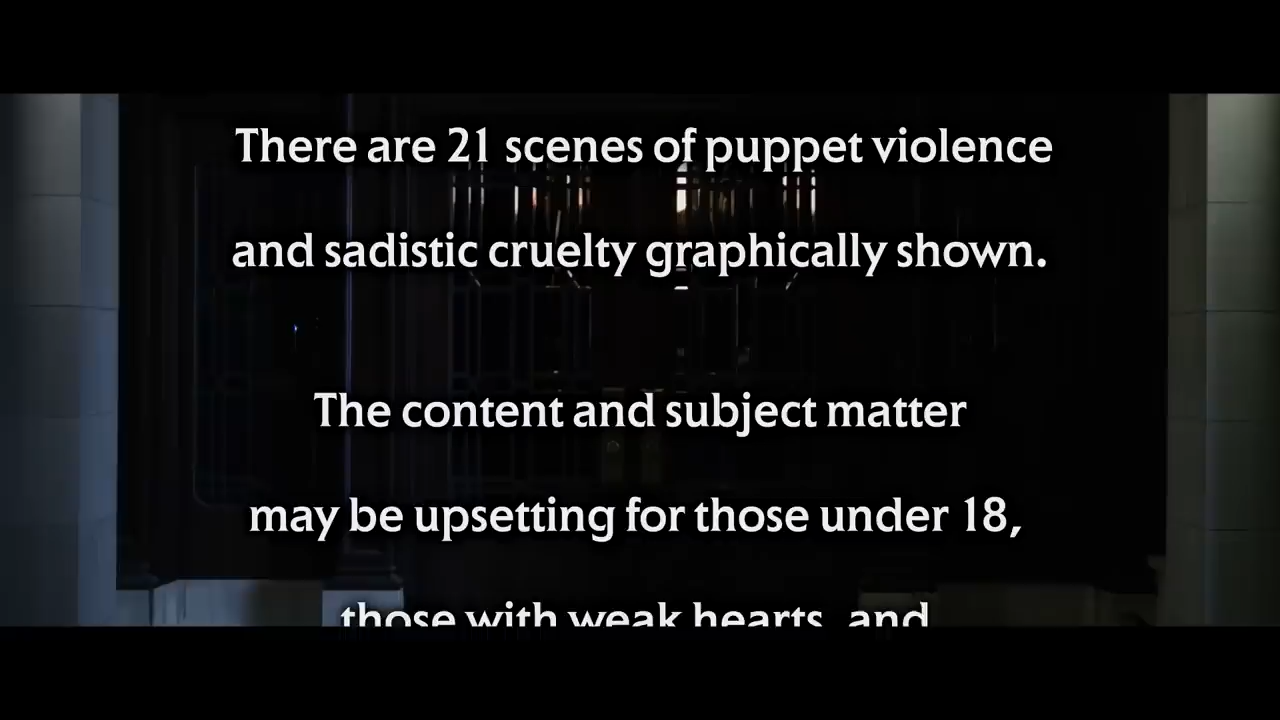 There are 21 scenes of puppet violence
and sadistic cruelty graphically shown.
The content and subject matter
may be upsetting for those under 18,
those with weak hearts, and